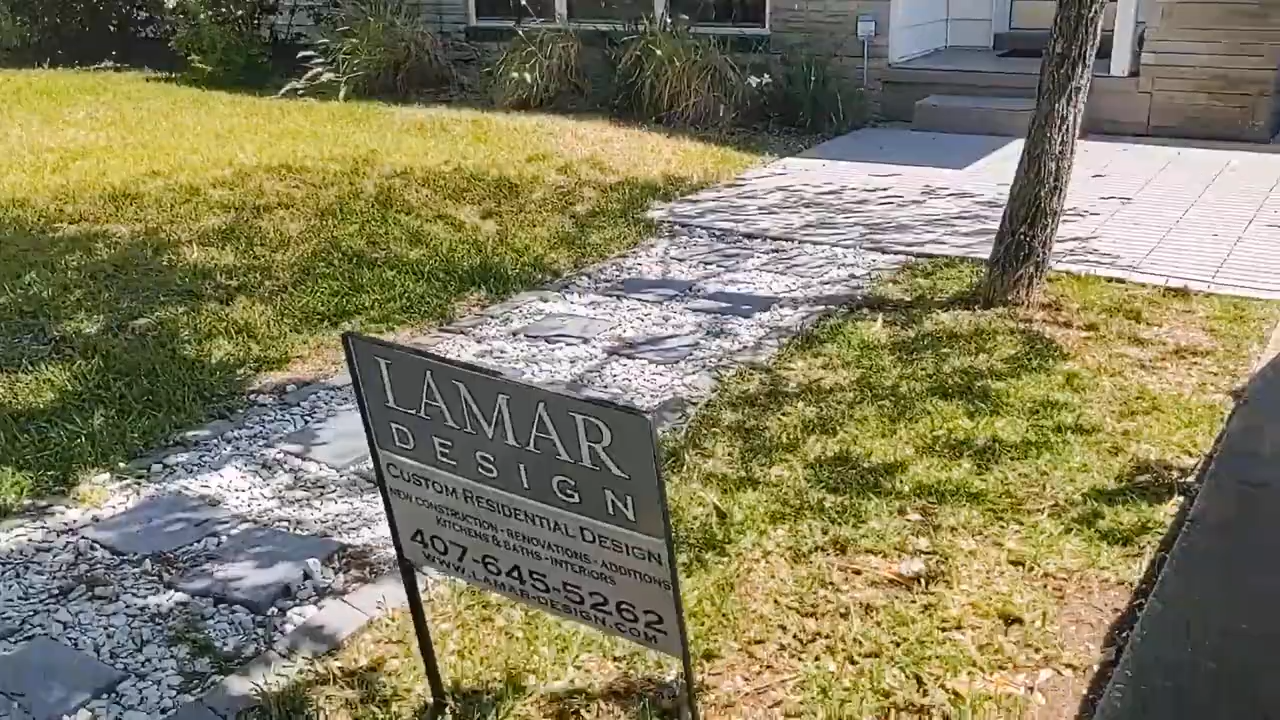 LAMAR
DESIGN
CUSTOM RESIDENTIAL DESIGN
NEW CONSTRUCTION · RENOVATIONS · ADDITIONS
KITCHENS & BATHS · INTERIORS
407-645-5262
WWW.LAMAR-DESIGN.COM